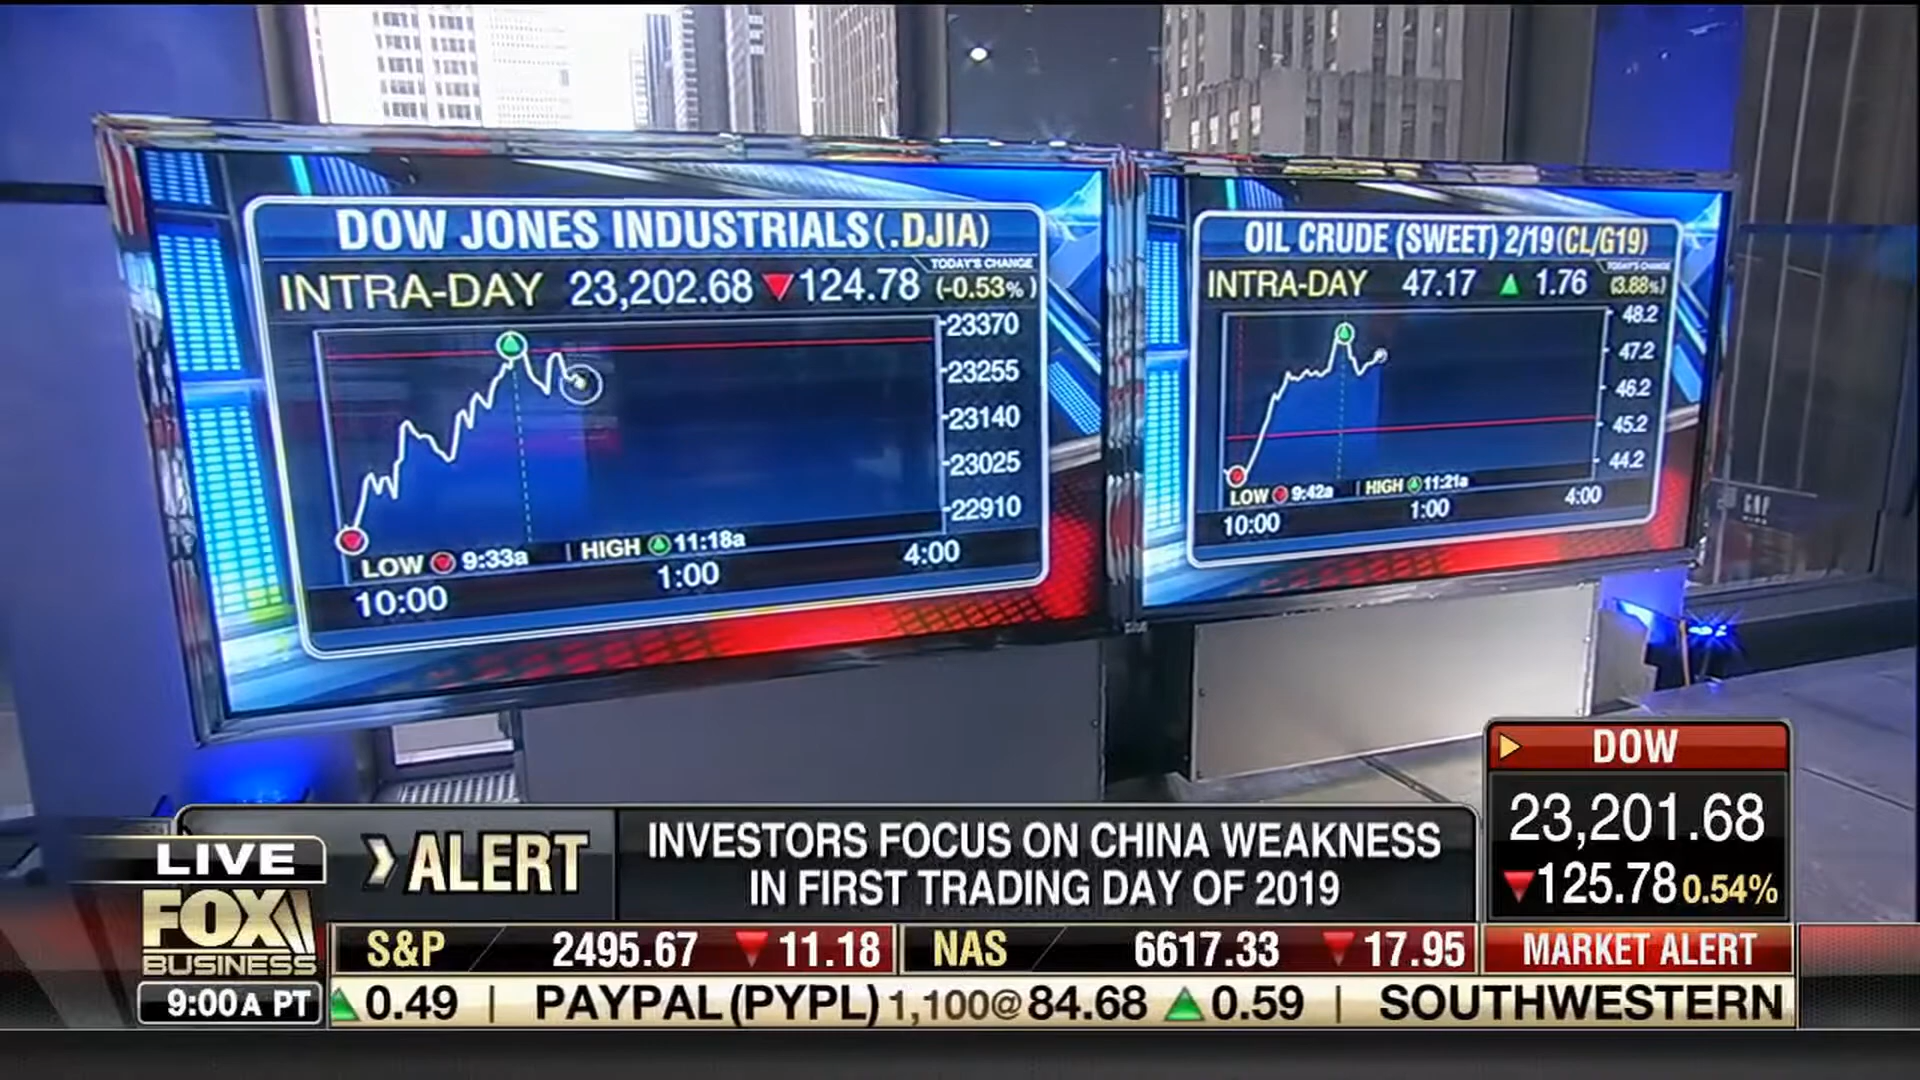 DOW JONES INDUSTRIALS(.DJIA)
TODAY'S CHANGE
INTRA-DAY 23,202.68 ▼124.78 (-0.53%)
23370
23255
23140
23025
22910
LOW 9:33a | HIGH 11:18a
10:00 1:00 4:00
OIL CRUDE (SWEET) 2/19(CL/G19)
TODAY'S CHANGE
INTRA-DAY 47.17 ▲ 1.76 (3.88%)
48.2
47.2
46.2
45.2
44.2
LOW 9:42a | HIGH 11:21a
10:00 1:00 4:00
GAP
DOW
23,201.68
▼125.78 0.54%
MARKET ALERT
ALERT
INVESTORS FOCUS ON CHINA WEAKNESS
IN FIRST TRADING DAY OF 2019
LIVE
FOX
BUSINESS
9:00A PT
S&P 2495.67 ▼ 11.18
NAS 6617.33 ▼ 17.95
▲0.49 | PAYPAL(PYPL) 1,100@84.68 ▲0.59 | SOUTHWESTERN